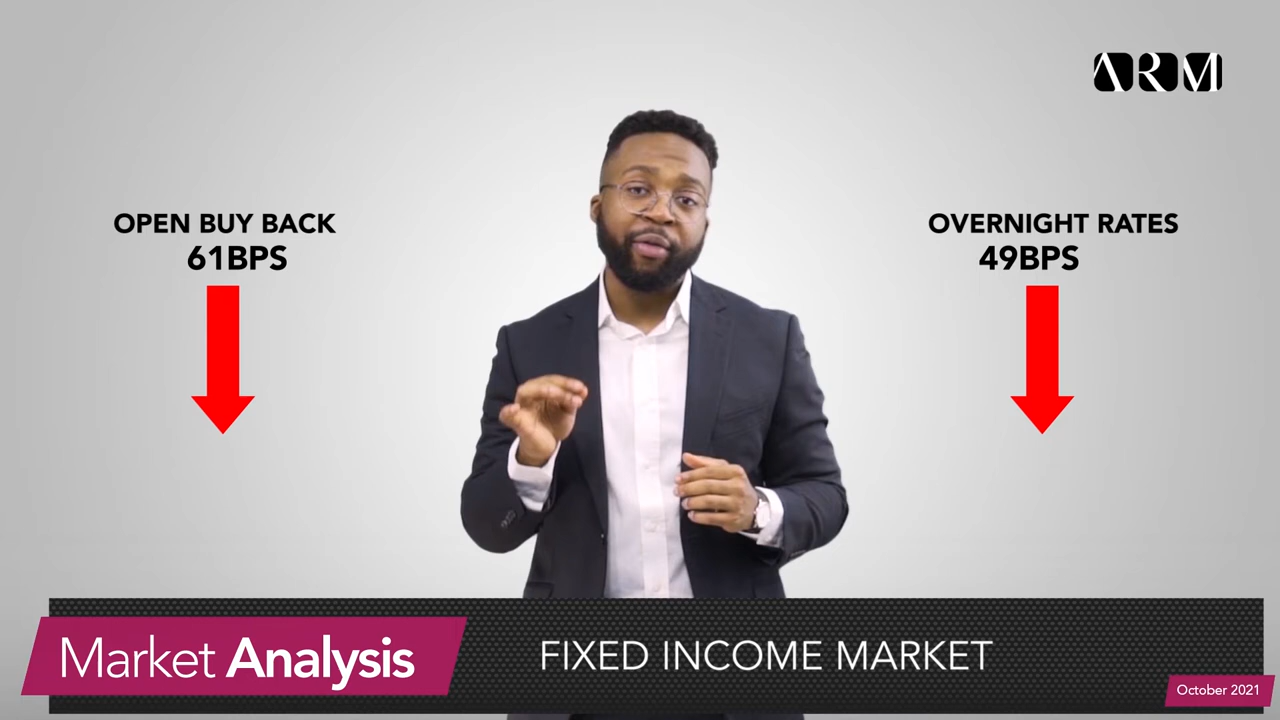 ARM
OPEN BUY BACK
61BPS
OVERNIGHT RATES
49BPS
Market Analysis
FIXED INCOME MARKET
October 2021